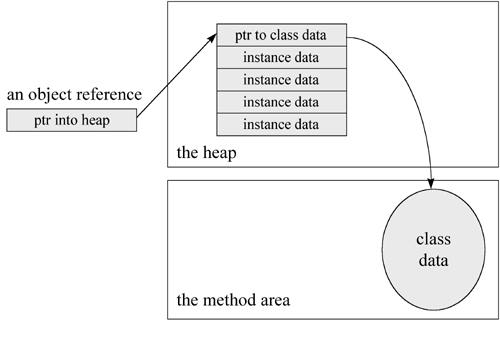 ptr to class data
instance data
instance data
instance data
instance data
an object reference
ptr into heap
the heap
class
data
the method area